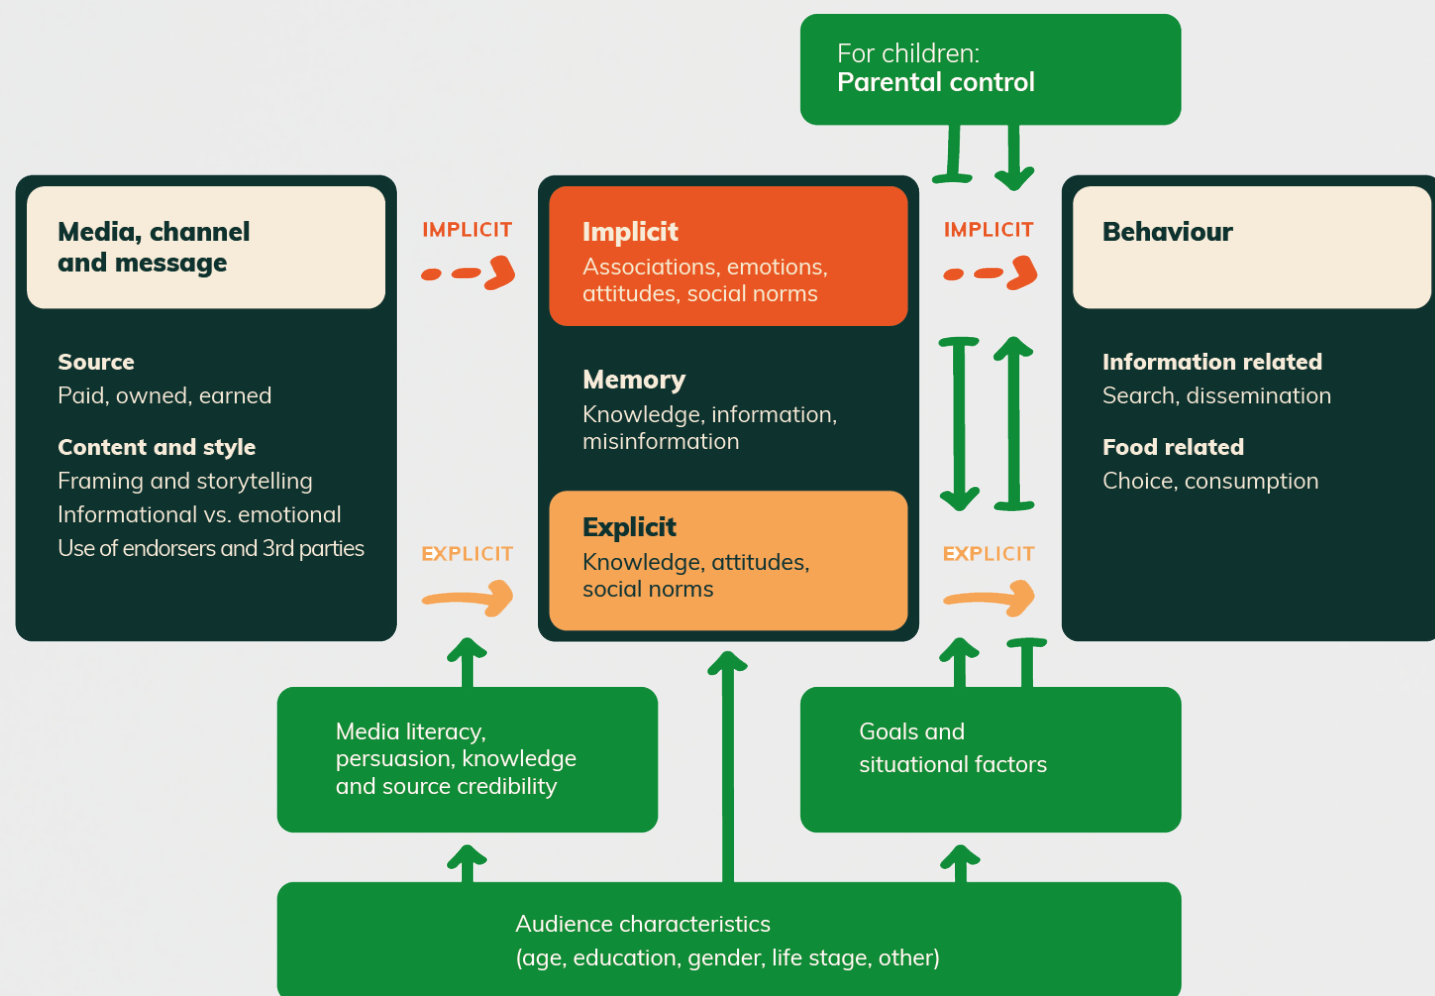 For children:
Parental control
Media, channel
and message
Source
Paid, owned, earned
Content and style
Framing and storytelling
Informational vs. emotional
Use of endorsers and 3rd parties
IMPLICIT
EXPLICIT
Implicit
Associations, emotions,
attitudes, social norms
Memory
Knowledge, information,
misinformation
Explicit
Knowledge, attitudes,
social norms
IMPLICIT
EXPLICIT
Behaviour
Information related
Search, dissemination
Food related
Choice, consumption
Media literacy,
persuasion, knowledge
and source credibility
Goals and
situational factors
Audience characteristics
(age, education, gender, life stage, other)